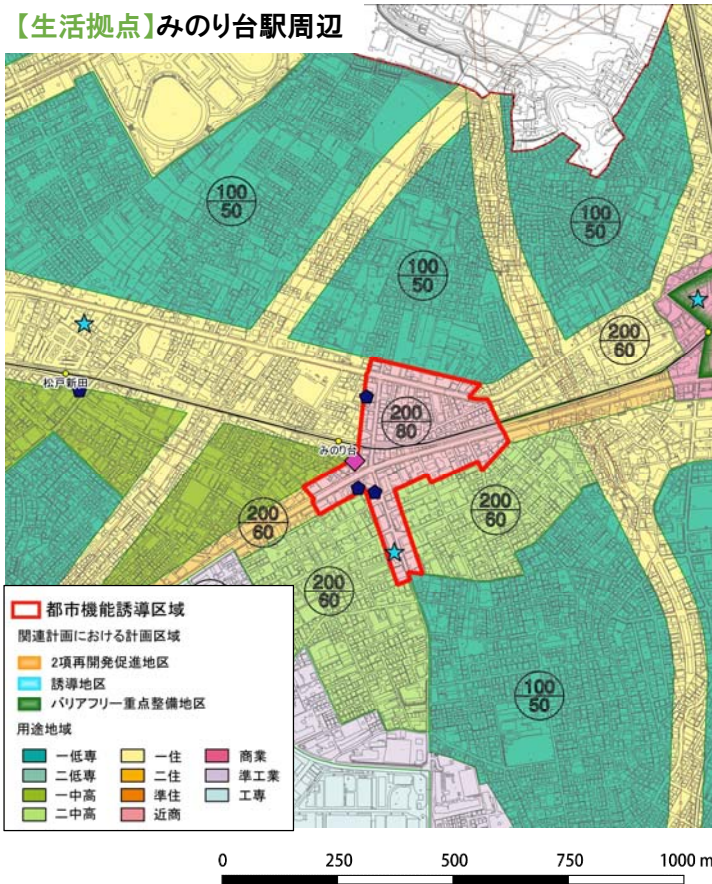 【生活拠点】みのり台駅周辺
100
50
100
50
100
50
200
60
松戸新田
200
80
みのり台
200
60
200
60
200
60
100
50
都市機能誘導区域
関連計画における計画区域
2項再開発促進地区
誘導地区
バリアフリー重点整備地区
用途地域
一低専 一住 商業
二低専 二住 準工業
一中高 準住 工専
二中高 近商
0 250 500 750 1000 m